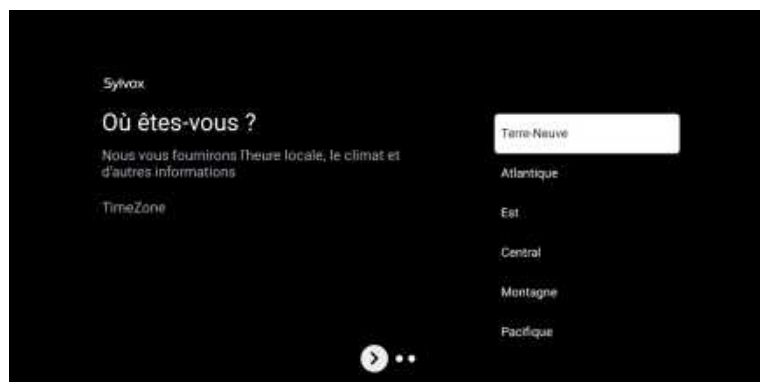 Sylvox
Où êtes-vous ?
Nous vous fournirons l'heure locale, le climat et
d'autres informations
TimeZone
Terre-Neuve
Atlantique
Est
Central
Montagne
Pacifique